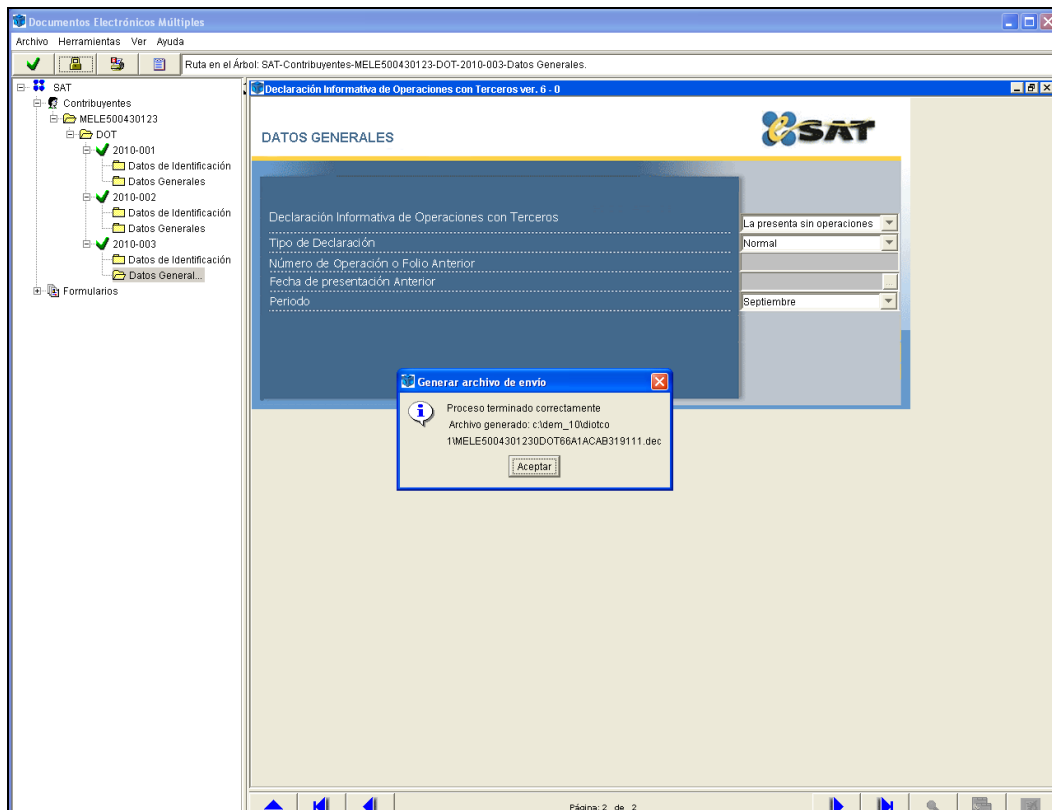 Documentos Electrónicos Múltiples
Archivo Herramientas Ver Ayuda
Ruta en el Árbol: SAT-Contribuyentes-MELE500430123-DOT-2010-003-Datos Generales.
SAT
Contribuyentes
MELE500430123
DOT
2010-001
Datos de Identificación
Datos Generales
2010-002
Datos de Identificación
Datos Generales
2010-003
Datos de Identificación
Datos General...
Formularios
Declaración Informativa de Operaciones con Terceros ver. 6 - 0
DATOS GENERALES
eSAT
Declaración Informativa de Operaciones con Terceros
La presenta sin operaciones
Tipo de Declaración
Normal
Número de Operación o Folio Anterior
Fecha de presentación Anterior
...
Periodo
Septiembre
Generar archivo de envío
Proceso terminado correctamente
Archivo generado: c:\dem_10\diotco
1\MELE5004301230DOT66A1ACAB319111.dec
Aceptar
Página: 2 de 2